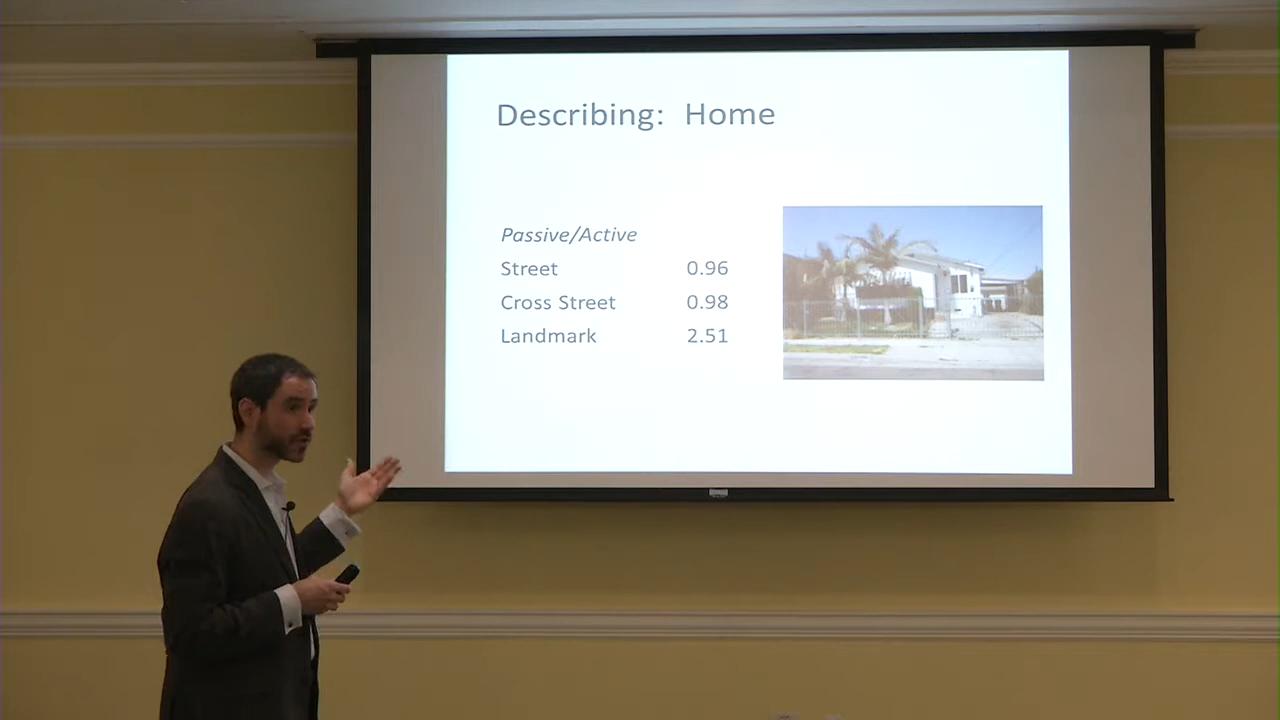 Describing: Home
Passive/Active
Street 0.96
Cross Street 0.98
Landmark 2.51